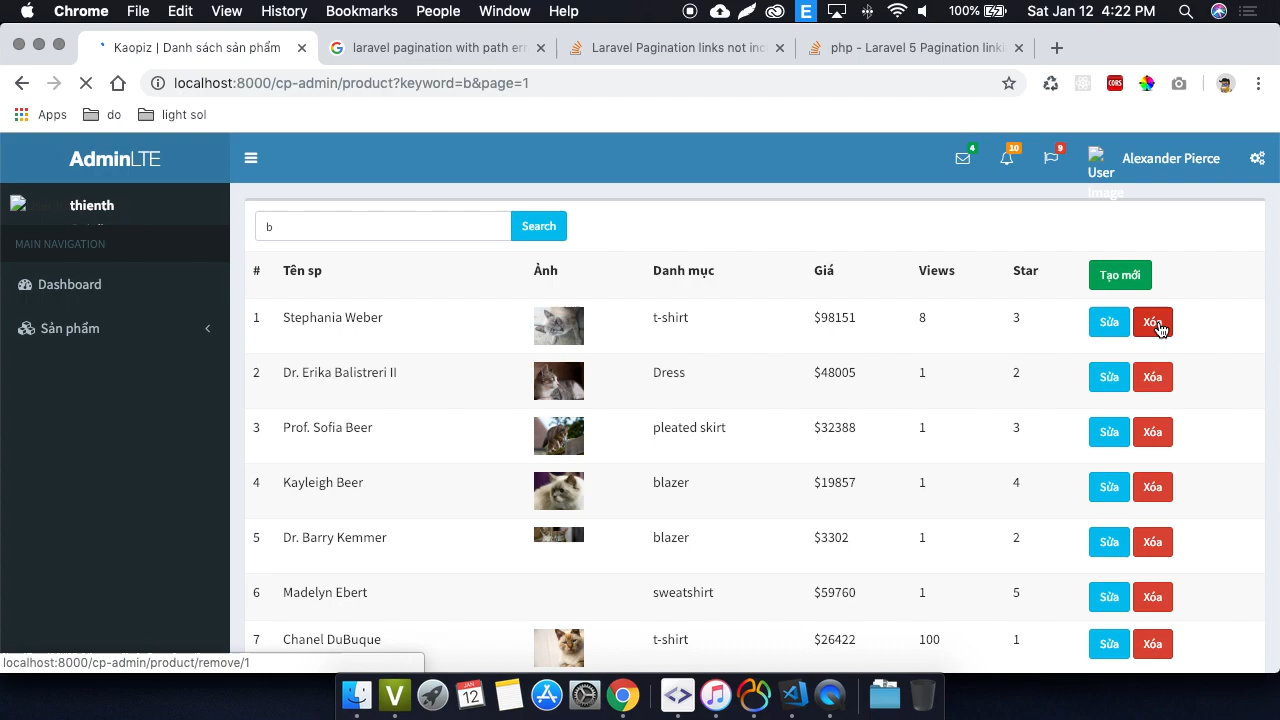 Chrome File Edit View History Bookmarks People Window Help 100% Sat Jan 12 4:22 PM
Kaopiz | Danh sách sản phẩm laravel pagination with path err Laravel Pagination links not inc php - Laravel 5 Pagination linki
localhost:8000/cp-admin/product?keyword=b&page=1
Apps do light sol
AdminLTE 4 10 9 User Image Alexander Pierce
thienth
MAIN NAVIGATION
Dashboard
Sản phẩm
b Search
# Tên sp Ảnh Danh mục Giá Views Star Tạo mới
1 Stephania Weber t-shirt $98151 8 3 Sửa Xóa
2 Dr. Erika Balistreri II Dress $48005 1 2 Sửa Xóa
3 Prof. Sofia Beer pleated skirt $32388 1 3 Sửa Xóa
4 Kayleigh Beer blazer $19857 1 4 Sửa Xóa
5 Dr. Barry Kemmer blazer $3302 1 2 Sửa Xóa
6 Madelyn Ebert sweatshirt $59760 1 5 Sửa Xóa
7 Chanel DuBuque t-shirt $26422 100 1 Sửa Xóa
localhost:8000/cp-admin/product/remove/1